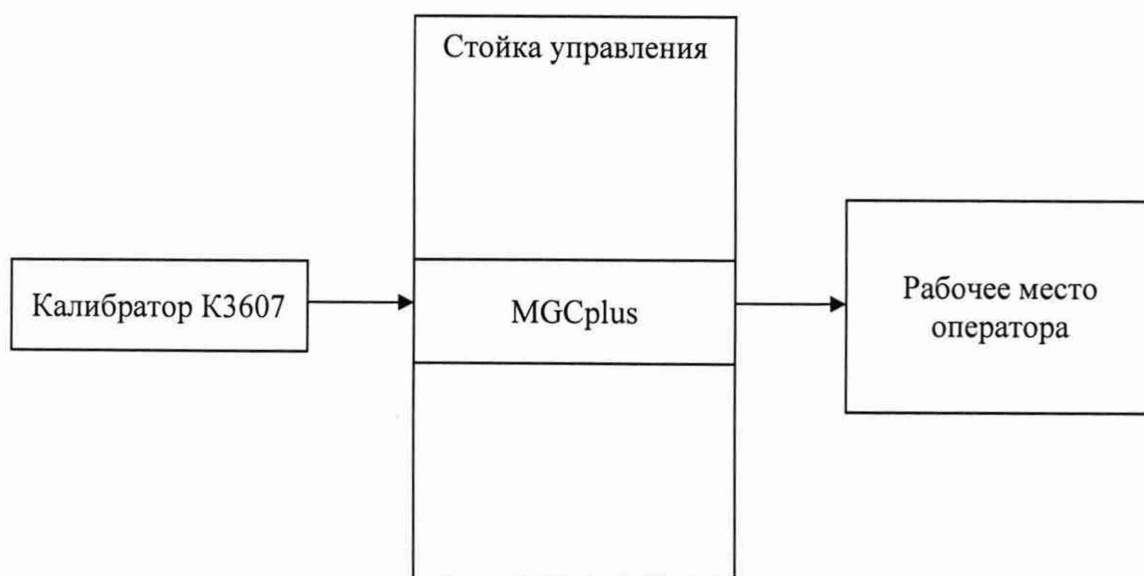 Стойка управления
Калибратор К3607
MGCplus
Рабочее место
оператора